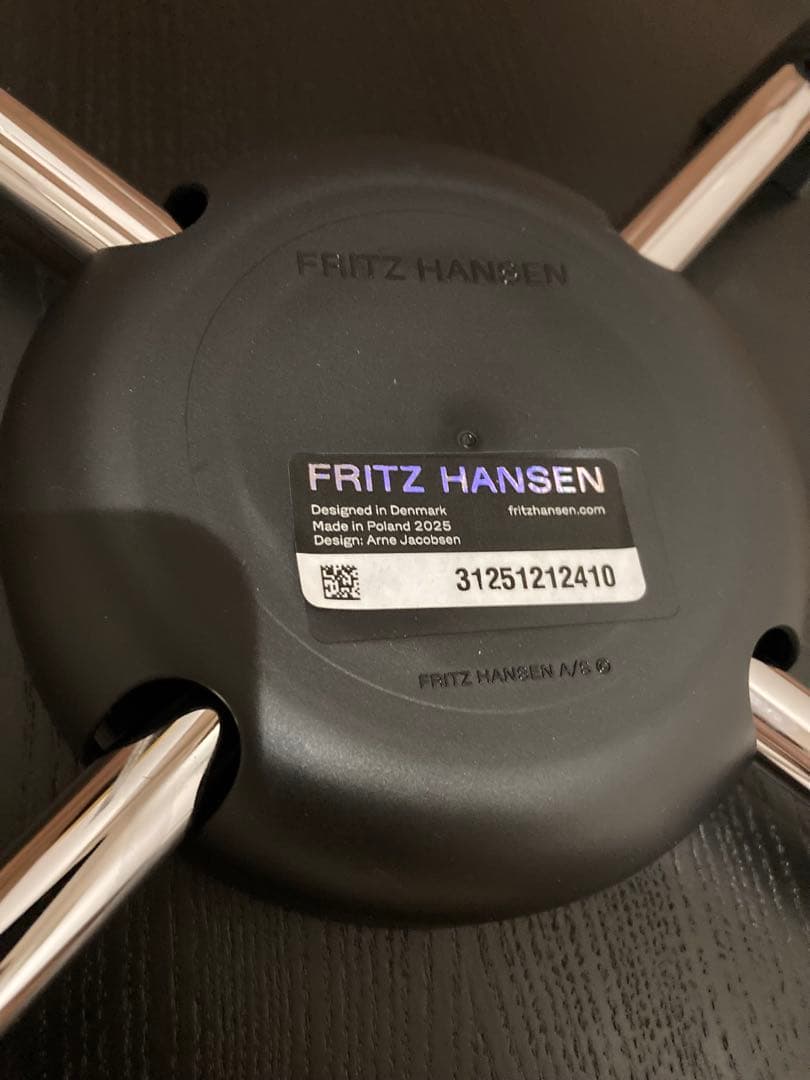 FRITZ HANSEN
FRITZ HANSEN
Designed in Denmark
fritzhansen.com
Made in Poland 2025
Design: Arne Jacobsen
31251212410
FRITZ HANSEN A/S ©